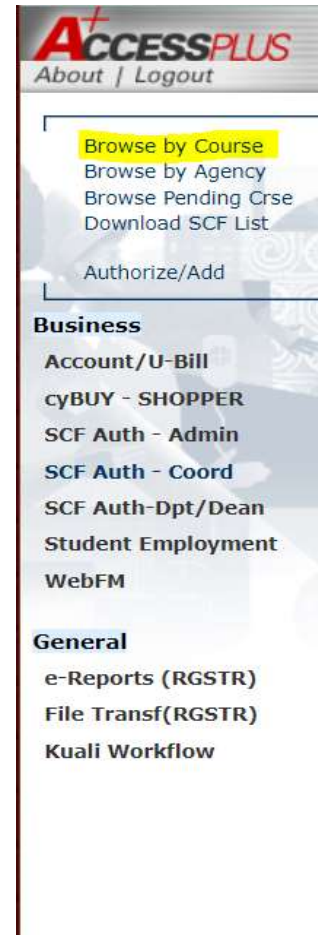 ACCESSPLUS
About | Logout
Browse by Course
Browse by Agency
Browse Pending Crse
Download SCF List
Authorize/Add
Business
Account/U-Bill
cyBUY - SHOPPER
SCF Auth - Admin
SCF Auth - Coord
SCF Auth-Dpt/Dean
Student Employment
WebFM
General
e-Reports (RGSTR)
File Transf(RGSTR)
Kuali Workflow